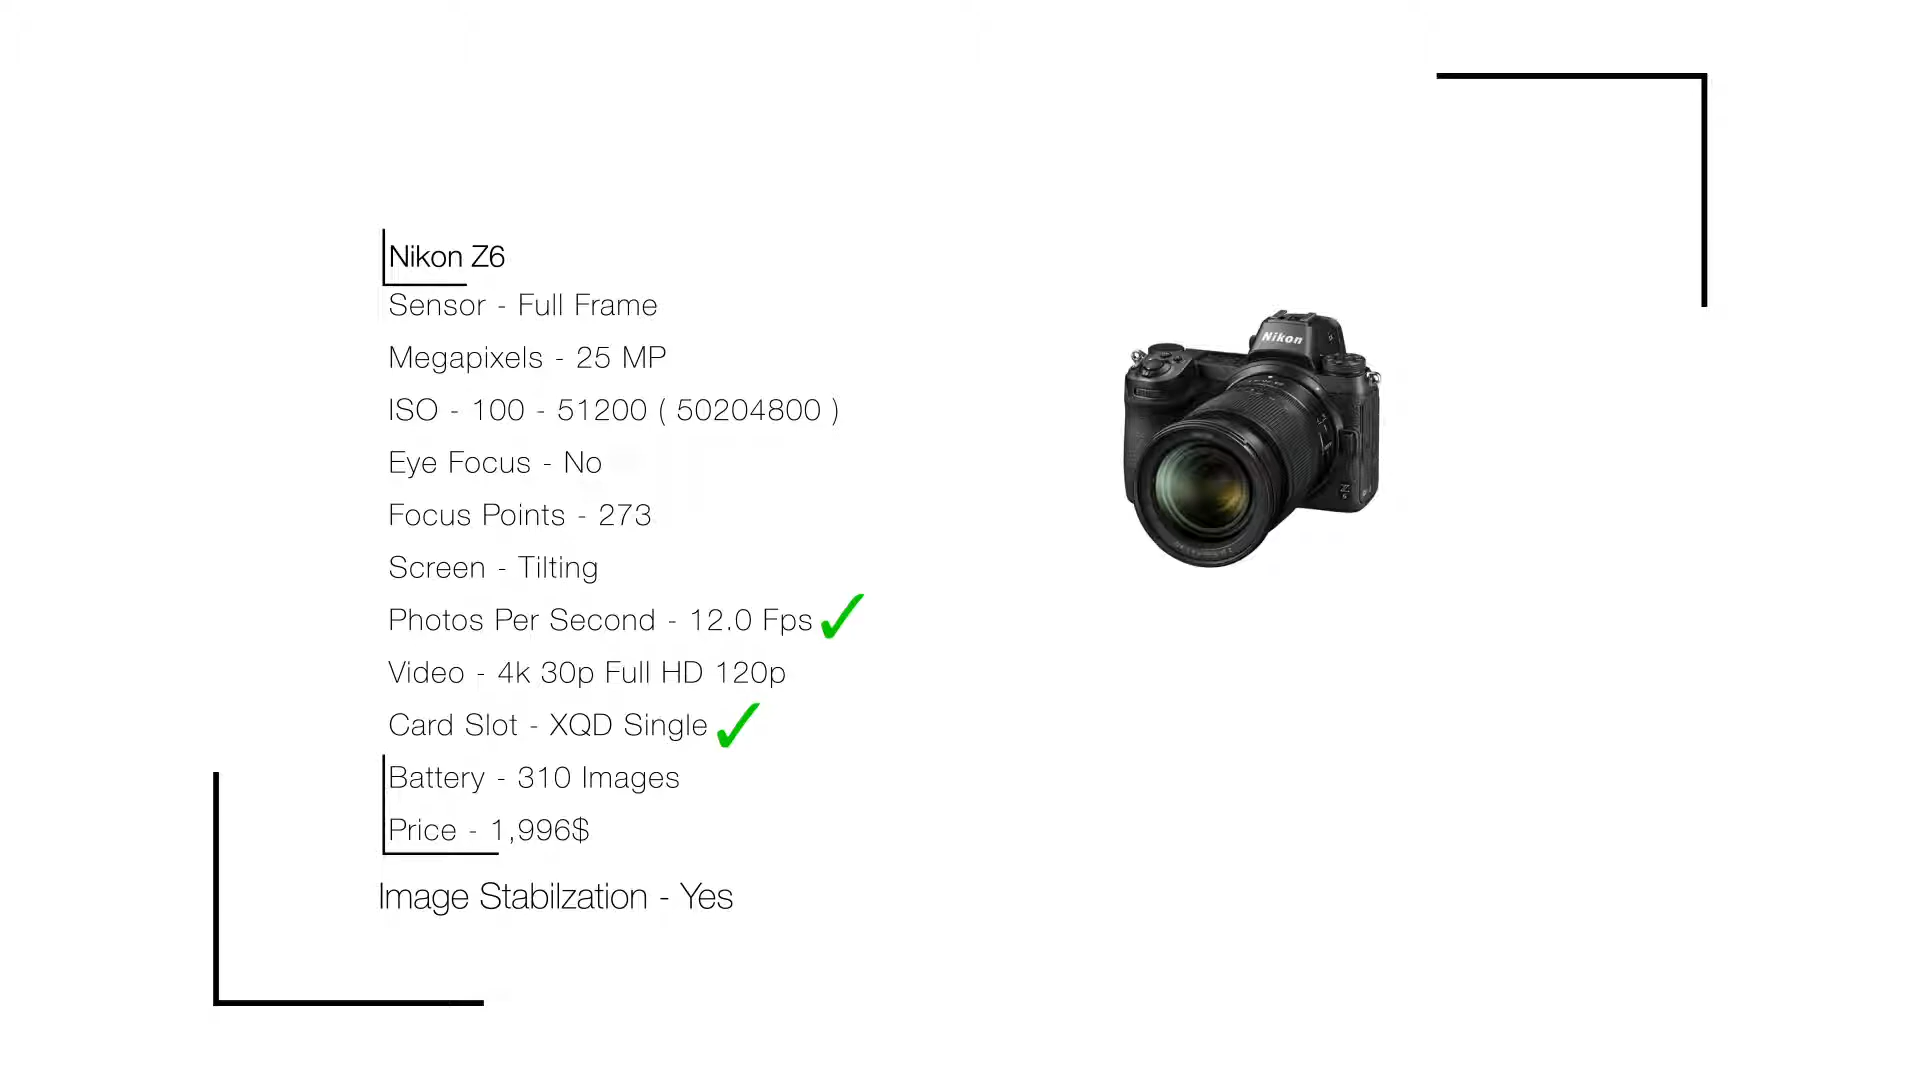 Nikon Z6
Sensor - Full Frame
Megapixels - 25 MP
ISO - 100 - 51200 ( 50204800 )
Eye Focus - No
Focus Points - 273
Screen - Tilting
Photos Per Second - 12.0 Fps
Video - 4k 30p Full HD 120p
Card Slot - XQD Single
Battery - 310 Images
Price - 1,996$
Image Stabilzation - Yes
Nikon
Z
6